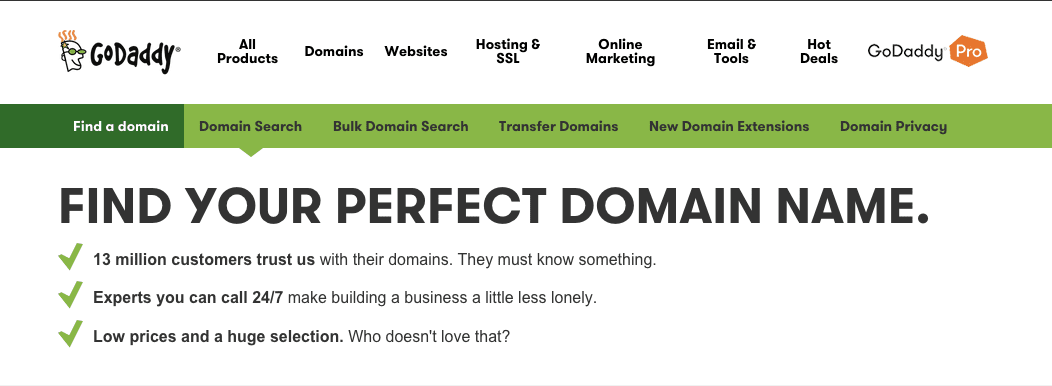 GoDaddy®
All Products
Domains
Websites
Hosting & SSL
Online Marketing
Email & Tools
Hot Deals
GoDaddy Pro
Find a domain
Domain Search
Bulk Domain Search
Transfer Domains
New Domain Extensions
Domain Privacy
FIND YOUR PERFECT DOMAIN NAME.
13 million customers trust us with their domains. They must know something.
Experts you can call 24/7 make building a business a little less lonely.
Low prices and a huge selection. Who doesn't love that?